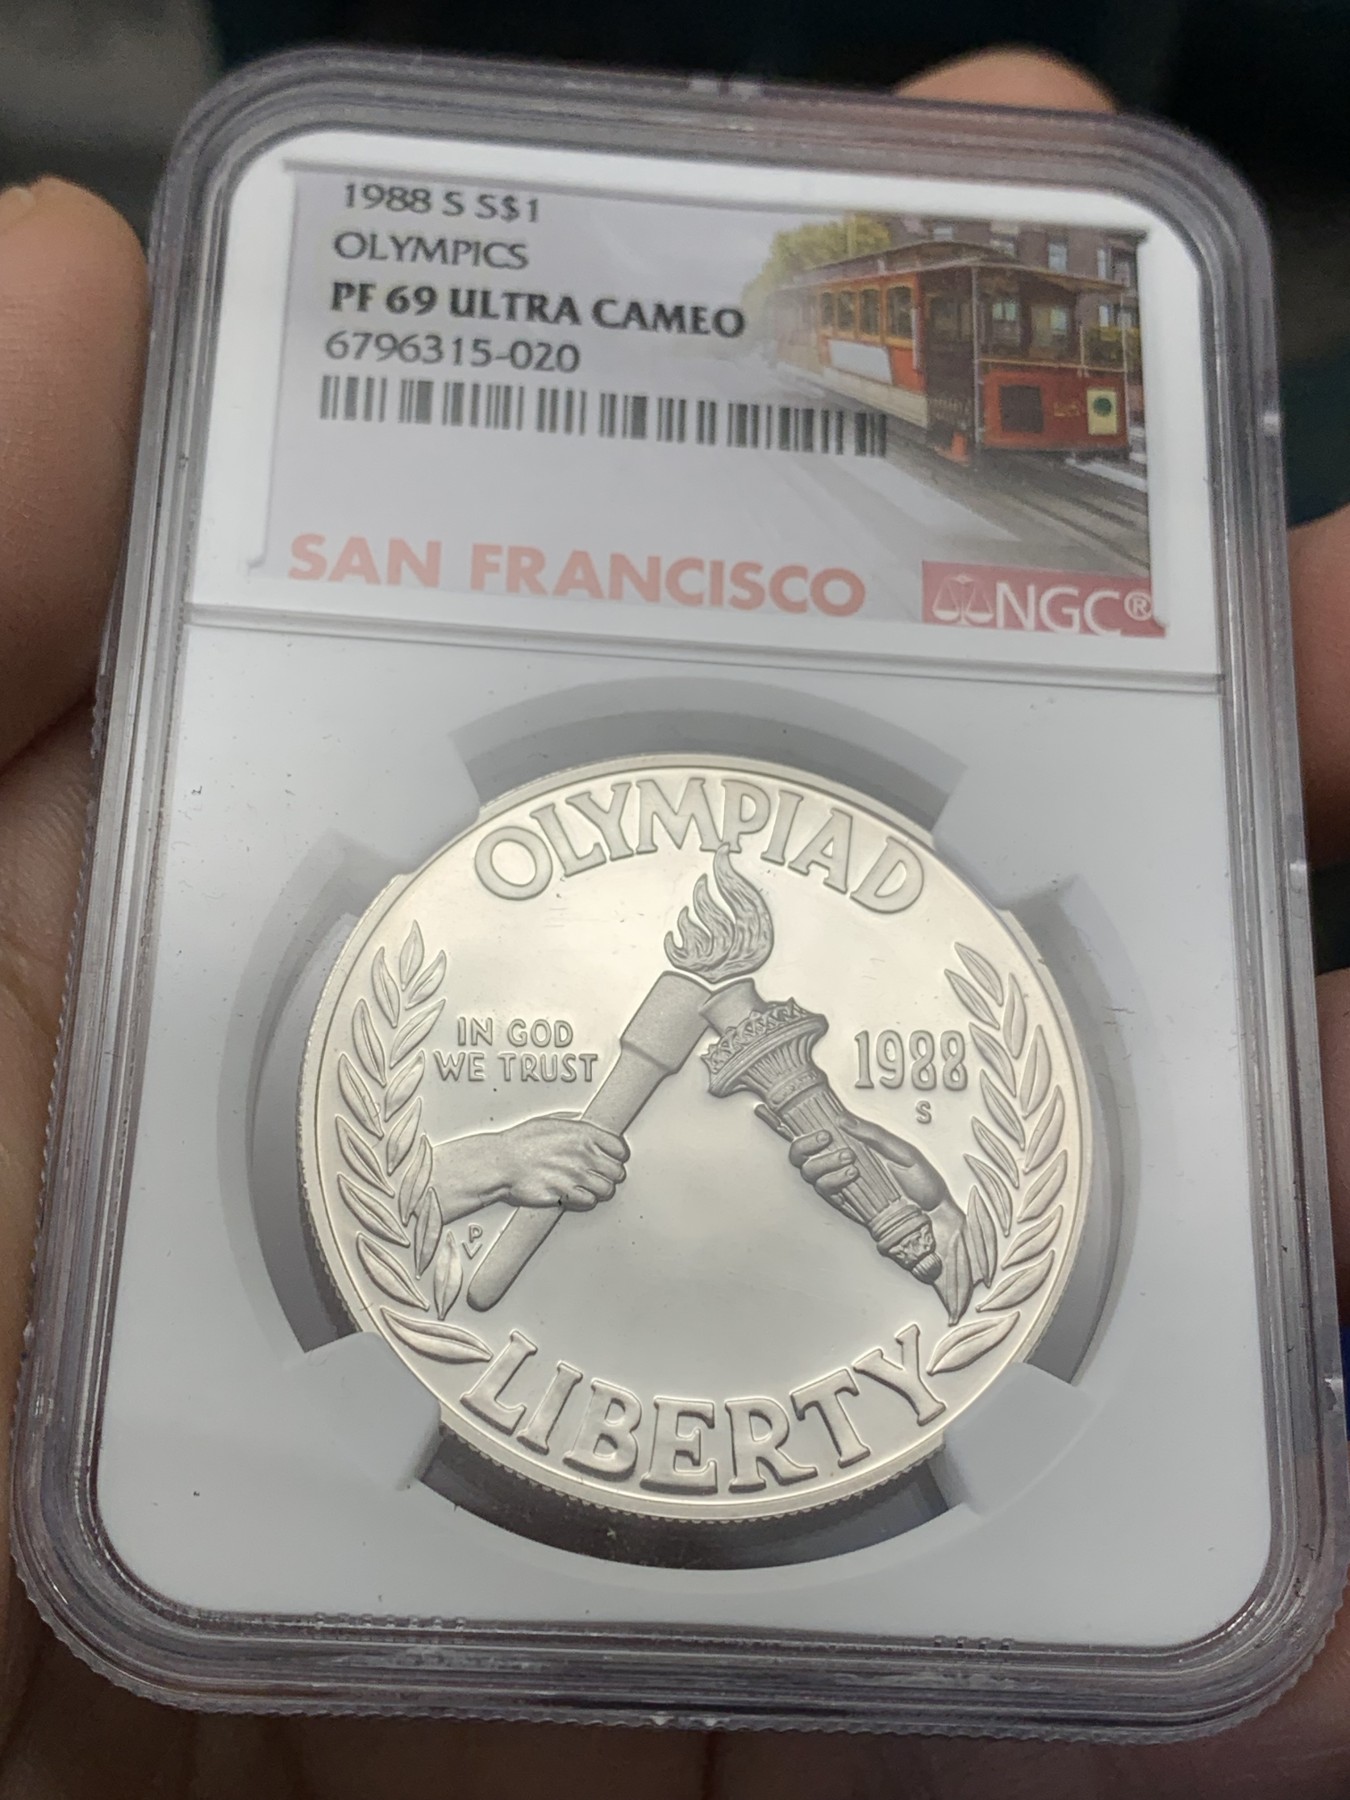 1988 S S$1
OLYMPICS
PF 69 ULTRA CAMEO
6796315-020
SAN FRANCISCO
NGC®
OLYMPIAD
IN GOD
WE TRUST
1988
S
P
LIBERTY